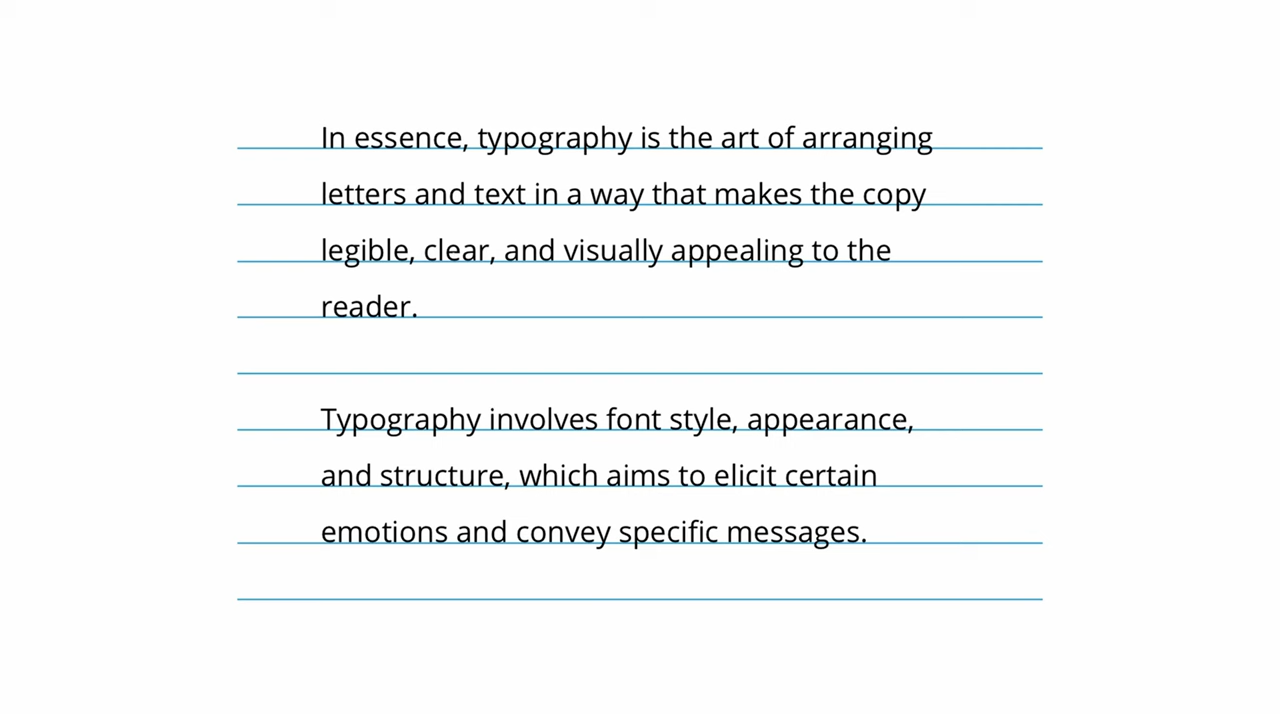 In essence, typography is the art of arranging
letters and text in a way that makes the copy
legible, clear, and visually appealing to the
reader.
Typography involves font style, appearance,
and structure, which aims to elicit certain
emotions and convey specific messages.